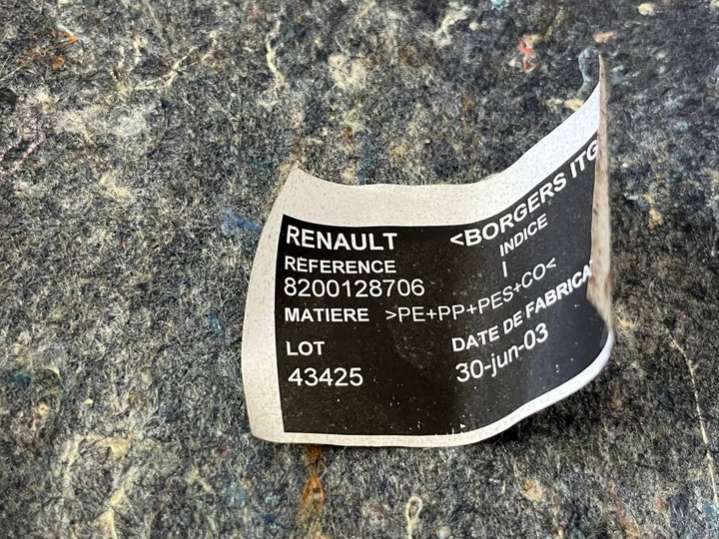 RENAULT <BORGERS ITG
REFERENCE INDICE
8200128706 I
MATIERE >PE+PP+PES+CO<
LOT DATE DE FABRICA
43425 30-jun-03